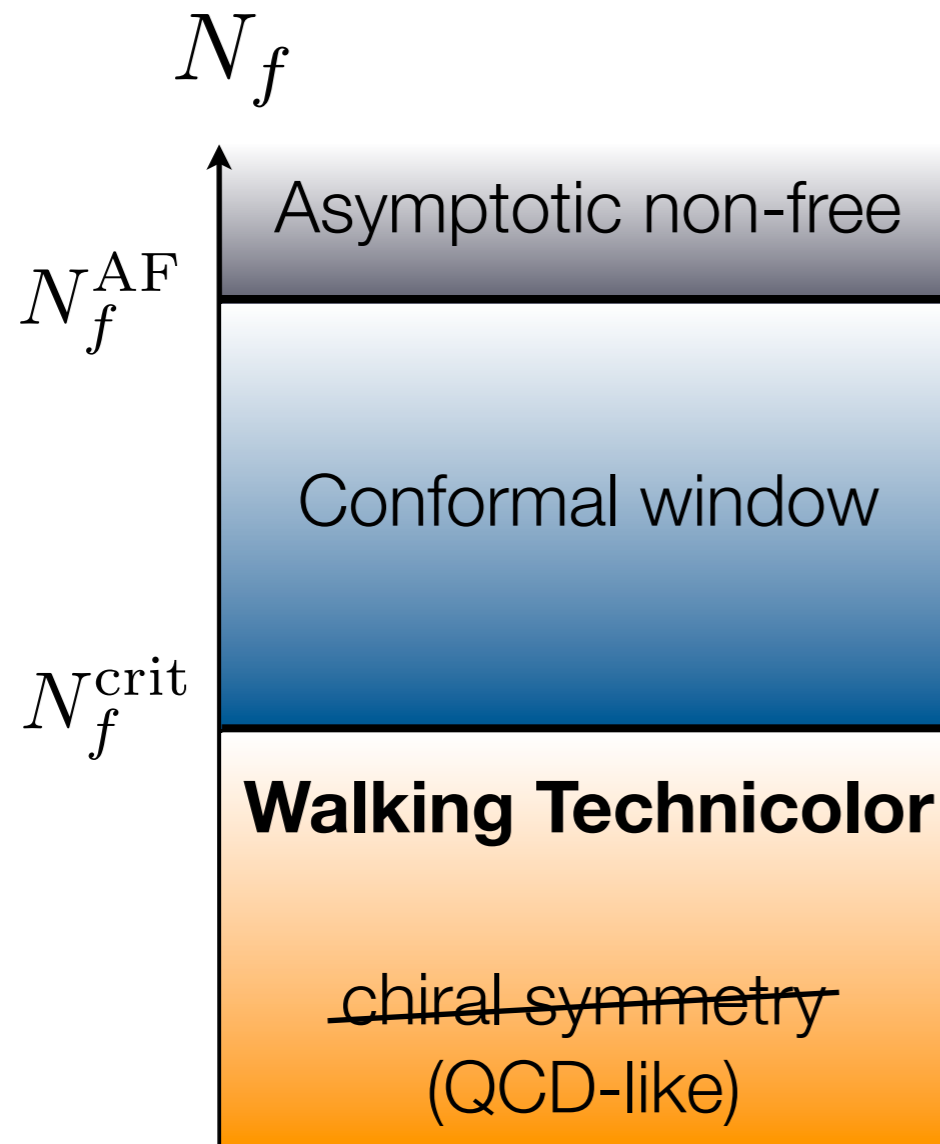 N_f
Asymptotic non-free
N_f^AF
Conformal window
N_f^crit
Walking Technicolor
chiral symmetry
(QCD-like)